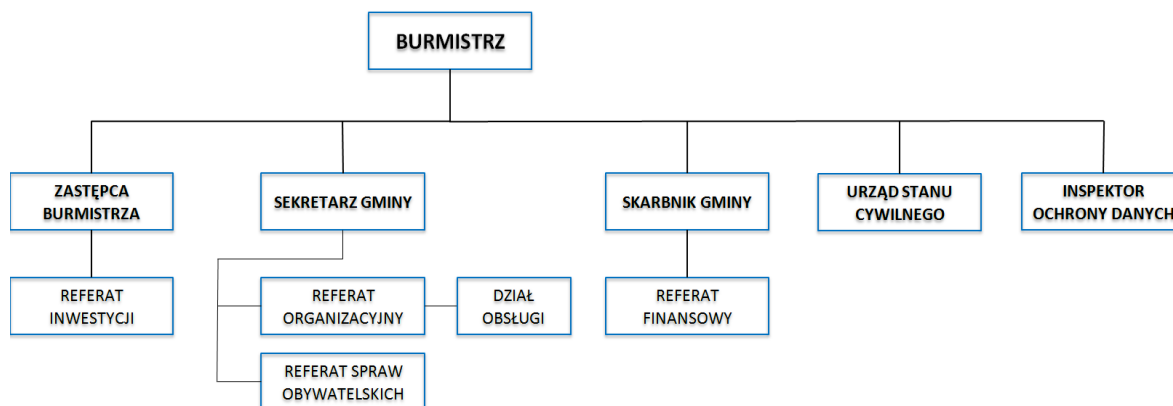 BURMISTRZ
ZASTĘPCA
BURMISTRZA
SEKRETARZ GMINY
SKARBNIK GMINY
URZĄD STANU
CYWILNEGO
INSPEKTOR
OCHRONY DANYCH
REFERAT
INWESTYCJI
REFERAT
ORGANIZACYJNY
DZIAŁ
OBSŁUGI
REFERAT
FINANSOWY
REFERAT SPRAW
OBYWATELSKICH